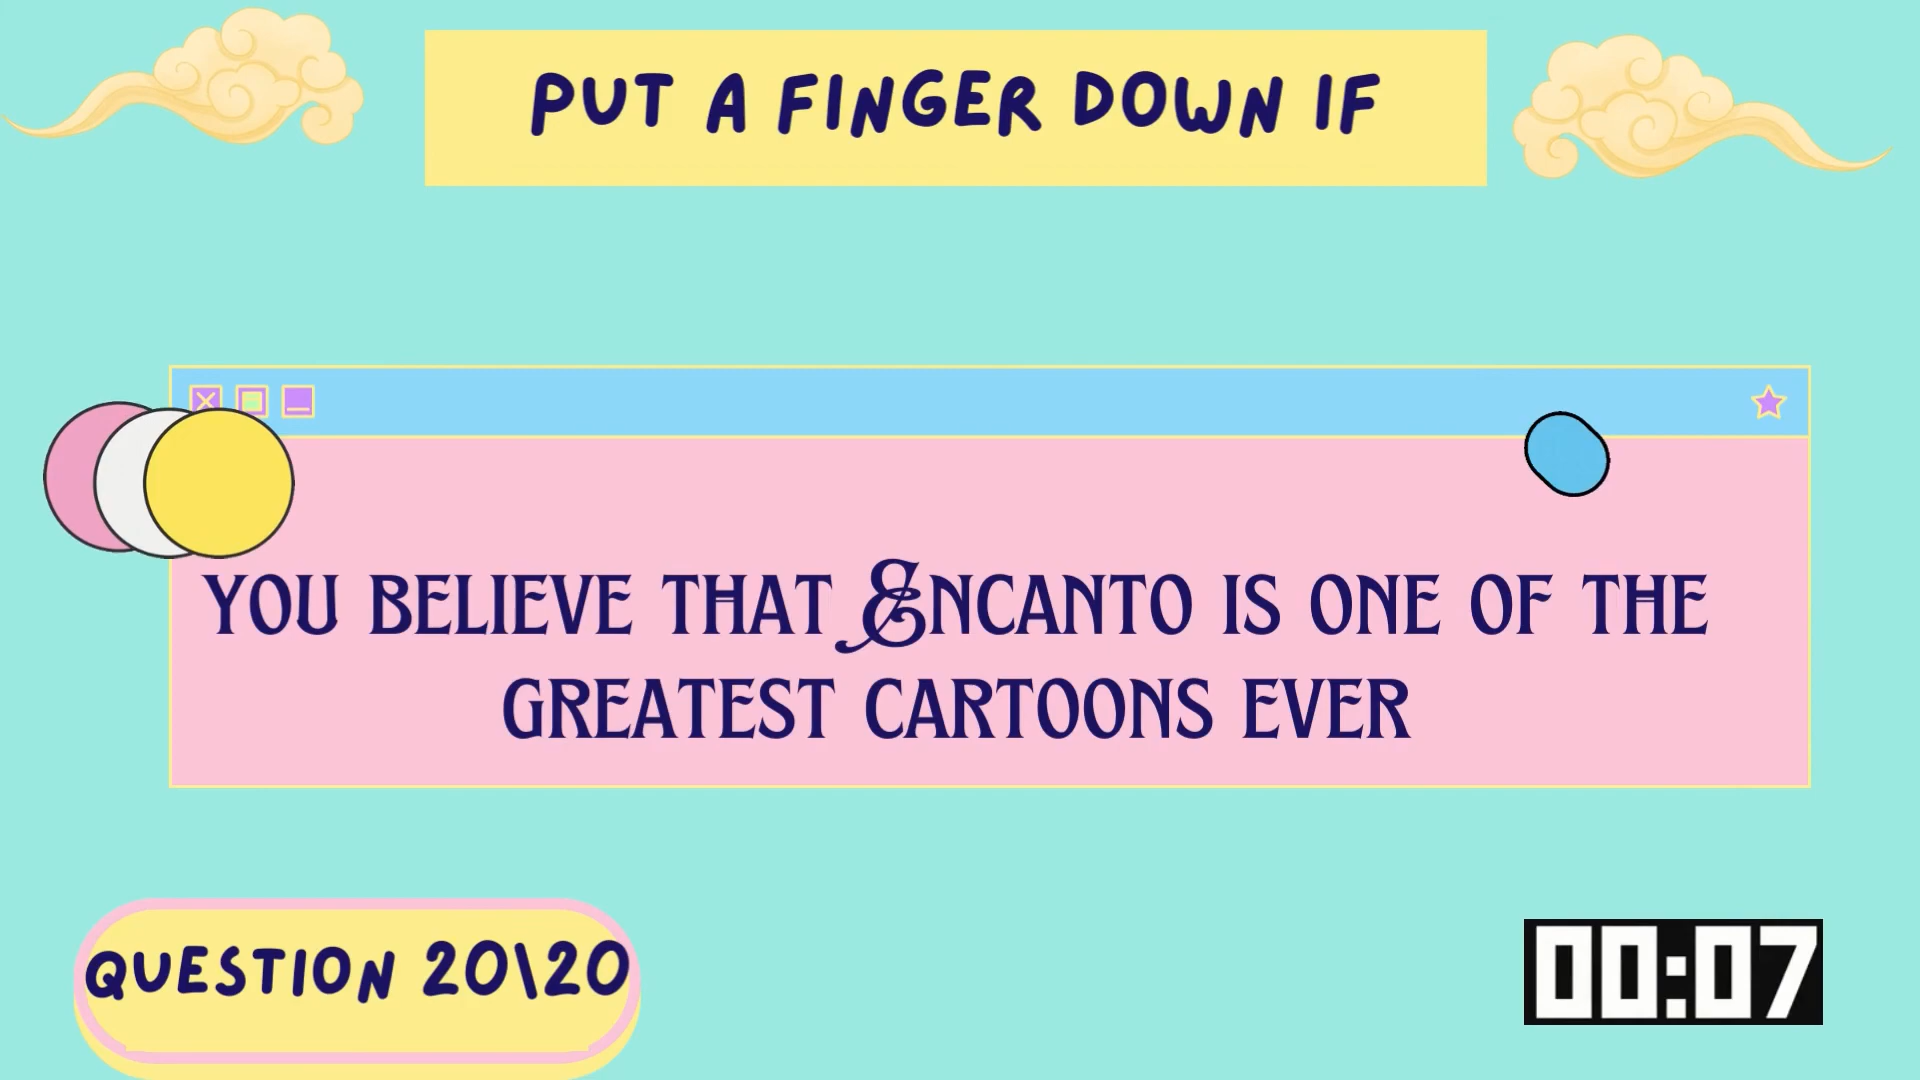 PUT A FINGER DOWN IF
YOU BELIEVE THAT ENCANTO IS ONE OF THE
GREATEST CARTOONS EVER
QUESTION 20\20
00:07